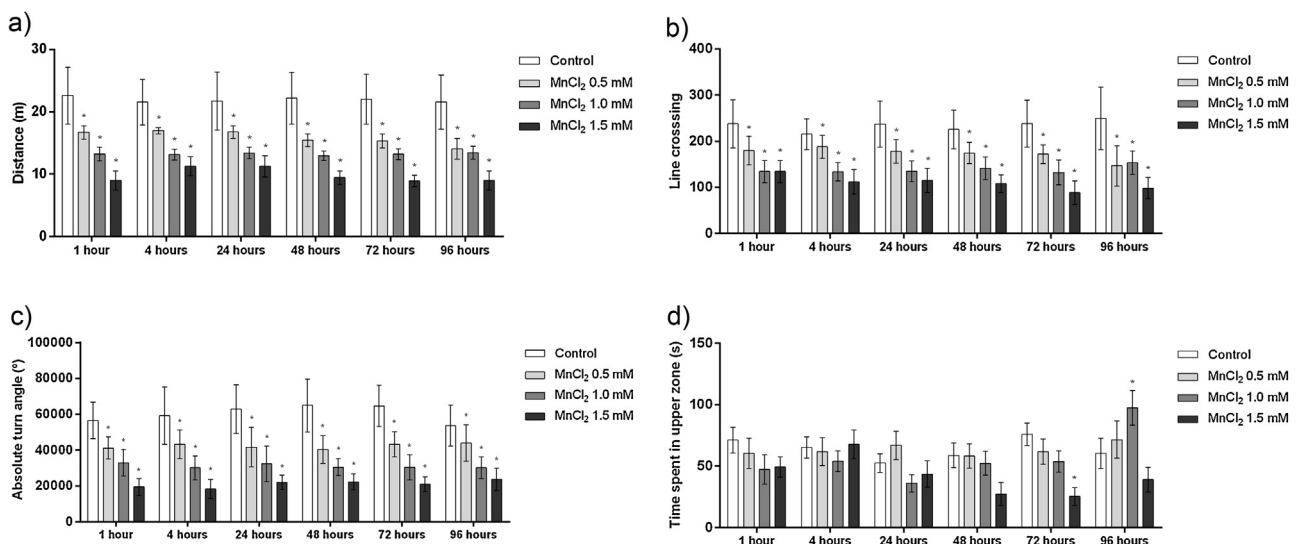 a)
30
20
10
0
Distance (m)
1 hour 4 hours 24 hours 48 hours 72 hours 96 hours
Control
MnCl₂ 0.5 mM
MnCl₂ 1.0 mM
MnCl₂ 1.5 mM
* * * * * * * * * * * * * * * * * *
b)
400
300
200
100
0
Line crosssing
1 hour 4 hours 24 hours 48 hours 72 hours 96 hours
Control
MnCl₂ 0.5 mM
MnCl₂ 1.0 mM
MnCl₂ 1.5 mM
* * * * * * * * * * * * * * * * * *
c)
100000
80000
60000
40000
20000
0
Absolute turn angle (°)
1 hour 4 hours 24 hours 48 hours 72 hours 96 hours
Control
MnCl₂ 0.5 mM
MnCl₂ 1.0 mM
MnCl₂ 1.5 mM
* * * * * * * * * * * * * * * * * *
d)
150
100
50
0
Time spent in upper zone (s)
1 hour 4 hours 24 hours 48 hours 72 hours 96 hours
Control
MnCl₂ 0.5 mM
MnCl₂ 1.0 mM
MnCl₂ 1.5 mM
* *